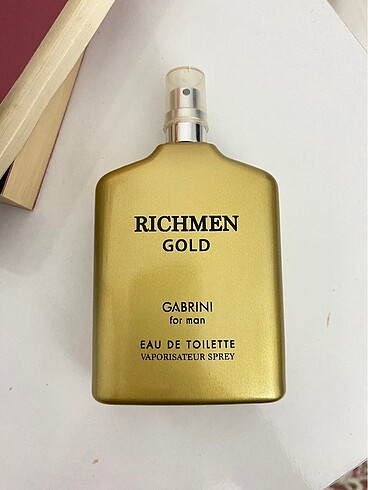 RICHMEN
GOLD
GABRINI
for man
EAU DE TOILETTE
VAPORISATEUR SPREY